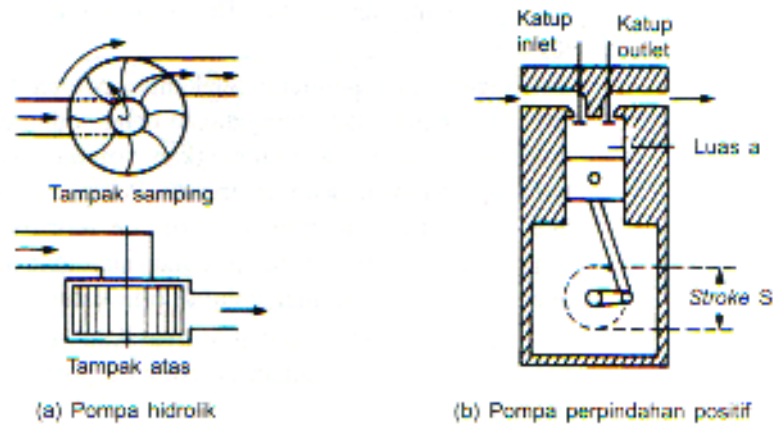 Tampak samping
Tampak atas
(a) Pompa hidrolik
Katup
inlet
Katup
outlet
Luas a
Stroke S
(b) Pompa perpindahan positif